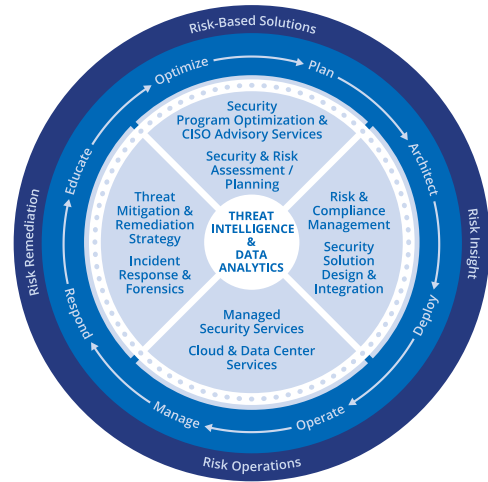 Risk-Based Solutions
Optimize
Plan
Educate
Architect
Security
Program Optimization &
CISO Advisory Services
Security & Risk
Assessment /
Planning
Threat
Mitigation &
Remediation
Strategy
Incident
Response &
Forensics
THREAT
INTELLIGENCE
&
DATA
ANALYTICS
Risk &
Compliance
Management
Security
Solution
Design &
Integration
Risk Remediation
Risk Insight
Managed
Security Services
Cloud & Data Center
Services
Respond
Deploy
Manage
Operate
Risk Operations